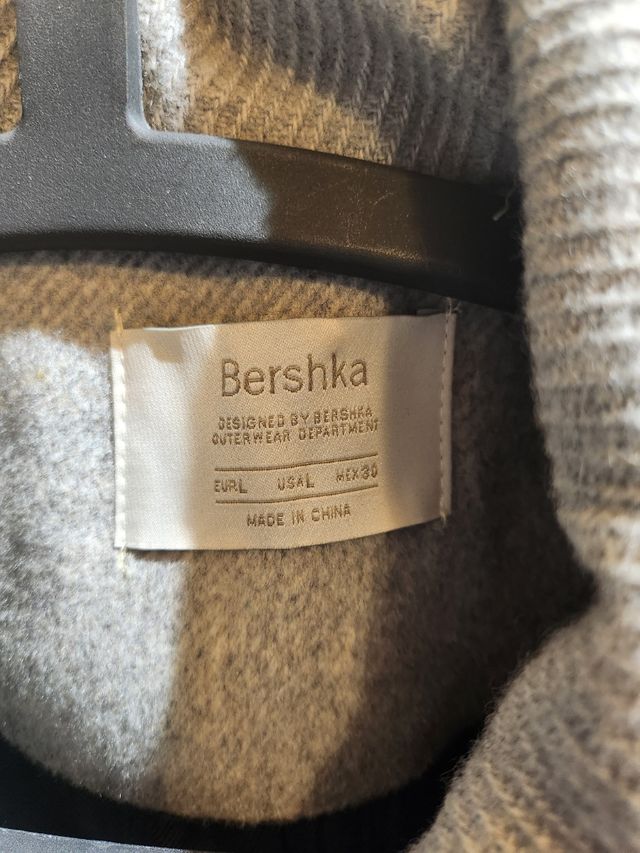 Bershka
DESIGNED BY BERSHKA
OUTERWEAR DEPARTMENT
EUR L USA L MEX 30
MADE IN CHINA